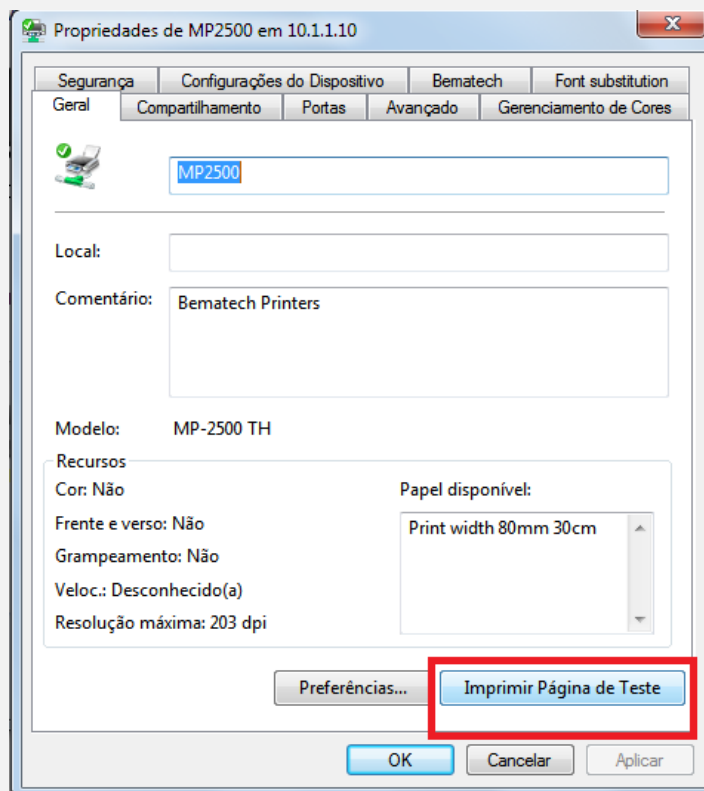 Propriedades de MP2500 em 10.1.1.10
Segurança Configurações do Dispositivo Bematech Font substitution
Geral Compartilhamento Portas Avançado Gerenciamento de Cores
MP2500
Local:
Comentário: Bematech Printers
Modelo: MP-2500 TH
Recursos
Cor: Não Papel disponível:
Frente e verso: Não Print width 80mm 30cm
Grampeamento: Não
Veloc.: Desconhecido(a)
Resolução máxima: 203 dpi
Preferências... Imprimir Página de Teste
OK Cancelar Aplicar